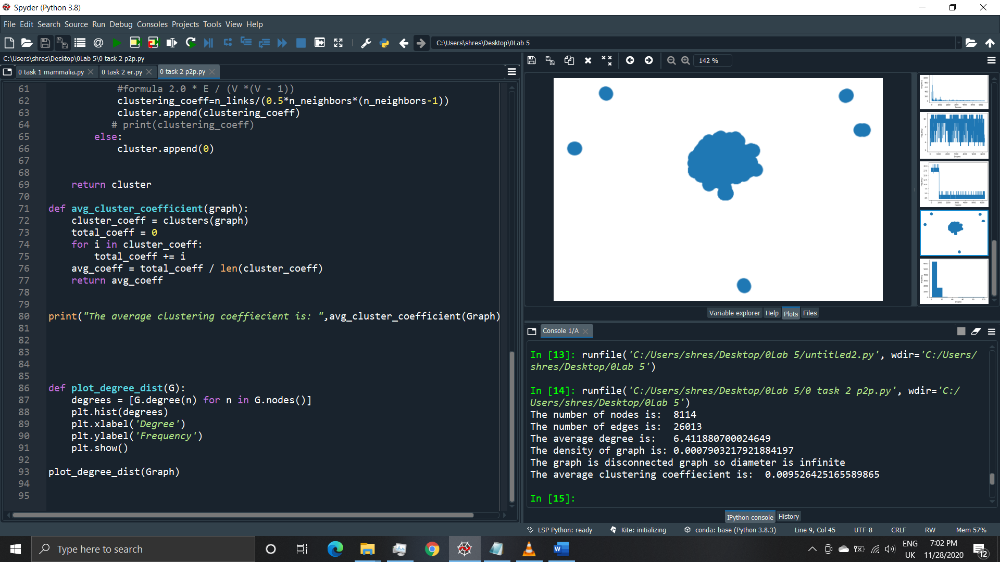 Spyder (Python 3.8)
File Edit Search Source Run Debug Consoles Projects Tools View Help
C:\Users\shres\Desktop\0Lab 5
C:\Users\shres\Desktop\0Lab 5\0 task 2 p2p.py
0 task 1 mammalia.py
0 task 2 er.py
0 task 2 p2p.py
61 #formula 2.0 * E / (V *(V - 1))
62 clustering_coeff=n_links/(0.5*n_neighbors*(n_neighbors-1))
63 cluster.append(clustering_coeff)
64 # print(clustering_coeff)
65 else:
66 cluster.append(0)
67
68
69 return cluster
70
71 def avg_cluster_coefficient(graph):
72 cluster_coeff = clusters(graph)
73 total_coeff = 0
74 for i in cluster_coeff:
75 total_coeff += i
76 avg_coeff = total_coeff / len(cluster_coeff)
77 return avg_coeff
78
79
80 print("The average clustering coeffiecient is: ",avg_cluster_coefficient(Graph)
81
82
83
84
85
86 def plot_degree_dist(G):
87 degrees = [G.degree(n) for n in G.nodes()]
88 plt.hist(degrees)
89 plt.xlabel('Degree')
90 plt.ylabel('Frequency')
91 plt.show()
92
93 plot_degree_dist(Graph)
94
95
142 %
Variable explorer Help Plots Files
Console 1/A
In [13]: runfile('C:/Users/shres/Desktop/0Lab 5/untitled2.py', wdir='C:/Users/
shres/Desktop/0Lab 5')
In [14]: runfile('C:/Users/shres/Desktop/0Lab 5/0 task 2 p2p.py', wdir='C:/
Users/shres/Desktop/0Lab 5')
The number of nodes is: 8114
The number of edges is: 26013
The average degree is: 6.411880700024649
The density of graph is: 0.0007903217921884197
The graph is disconnected graph so diameter is infinite
The average clustering coeffiecient is: 0.009526425165589865
In [15]:
IPython console History
LSP Python: ready Kite: initializing conda: base (Python 3.8.3) Line 9, Col 45 UTF-8 CRLF RW Mem 57%
Type here to search
ENG
UK
7:02 PM
11/28/2020
12